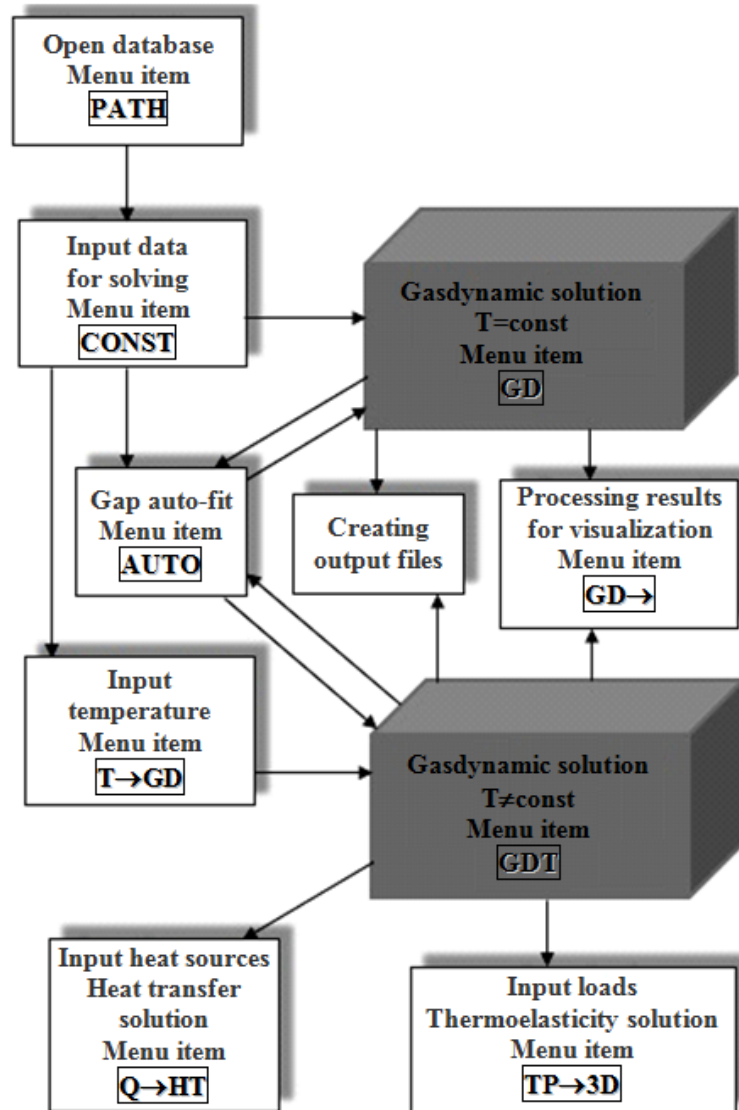 Open database
Menu item
PATH
Input data
for solving
Menu item
CONST
Gasdynamic solution
T=const
Menu item
GD
Gap auto-fit
Menu item
AUTO
Creating
output files
Processing results
for visualization
Menu item
GD→
Input
temperature
Menu item
T→GD
Gasdynamic solution
T≠const
Menu item
GDT
Input heat sources
Heat transfer
solution
Menu item
Q→HT
Input loads
Thermoelasticity solution
Menu item
TP→3D